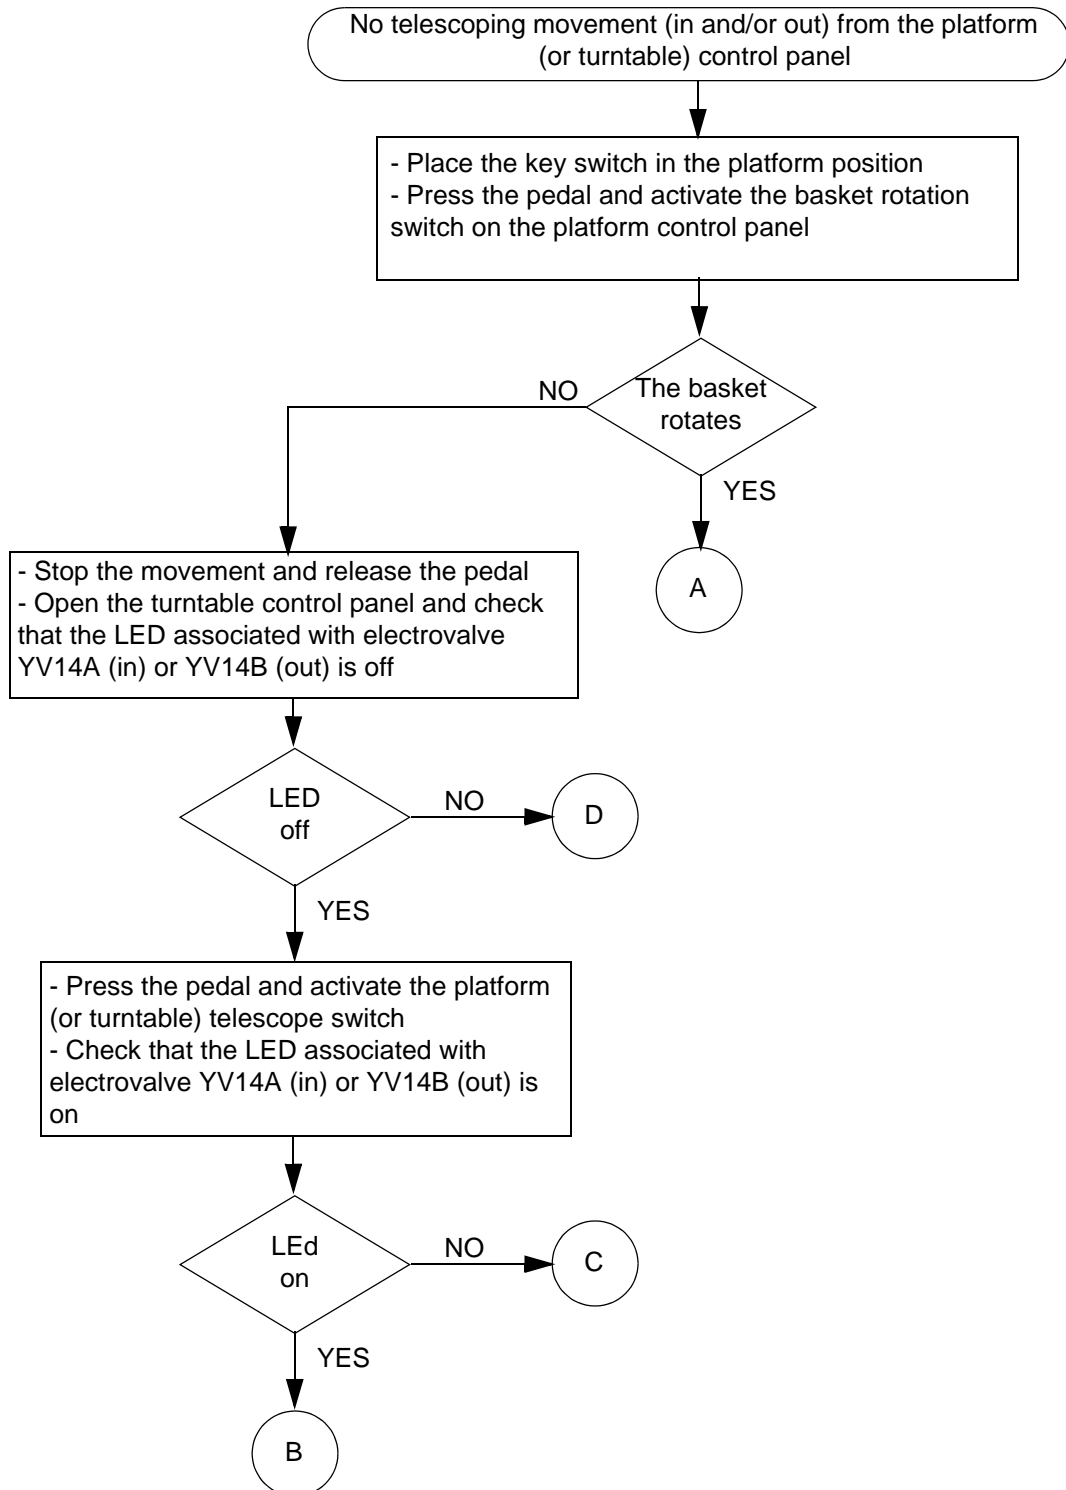 No telescoping movement (in and/or out) from the platform
(or turntable) control panel
- Place the key switch in the platform position
- Press the pedal and activate the basket rotation
switch on the platform control panel
The basket
rotates
NO
YES
A
- Stop the movement and release the pedal
- Open the turntable control panel and check
that the LED associated with electrovalve
YV14A (in) or YV14B (out) is off
LED
off
NO
D
YES
- Press the pedal and activate the platform
(or turntable) telescope switch
- Check that the LED associated with
electrovalve YV14A (in) or YV14B (out) is
on
LEd
on
NO
C
YES
B